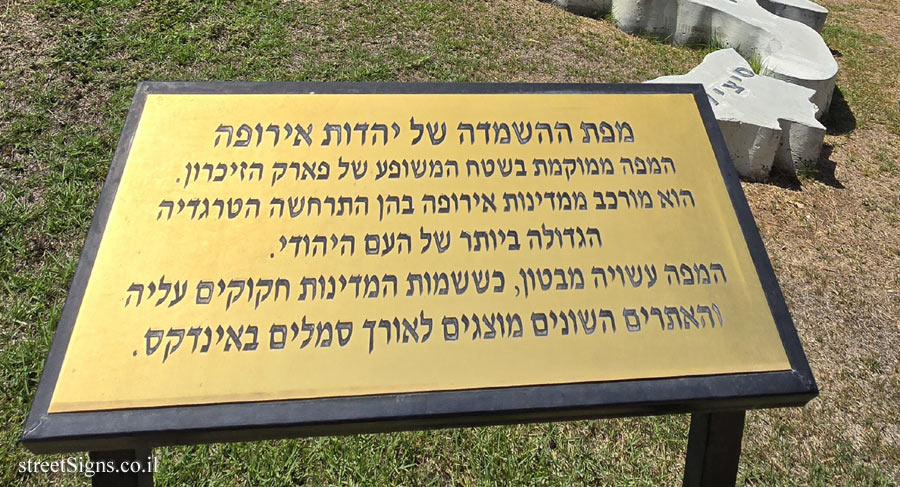 מפת ההשמדה של יהדות אירופה
המפה ממוקמת בשטח המשופע של פארק הזיכרון.
הוא מורכב ממדינות אירופה בהן התרחשה הטרגדיה
הגדולה ביותר של העם היהודי.
המפה עשויה מבטון, כששמות המדינות חקוקים עליה
והאתרים השונים מוצגים לאורך סמלים באינדקס.
streetSigns.co.il